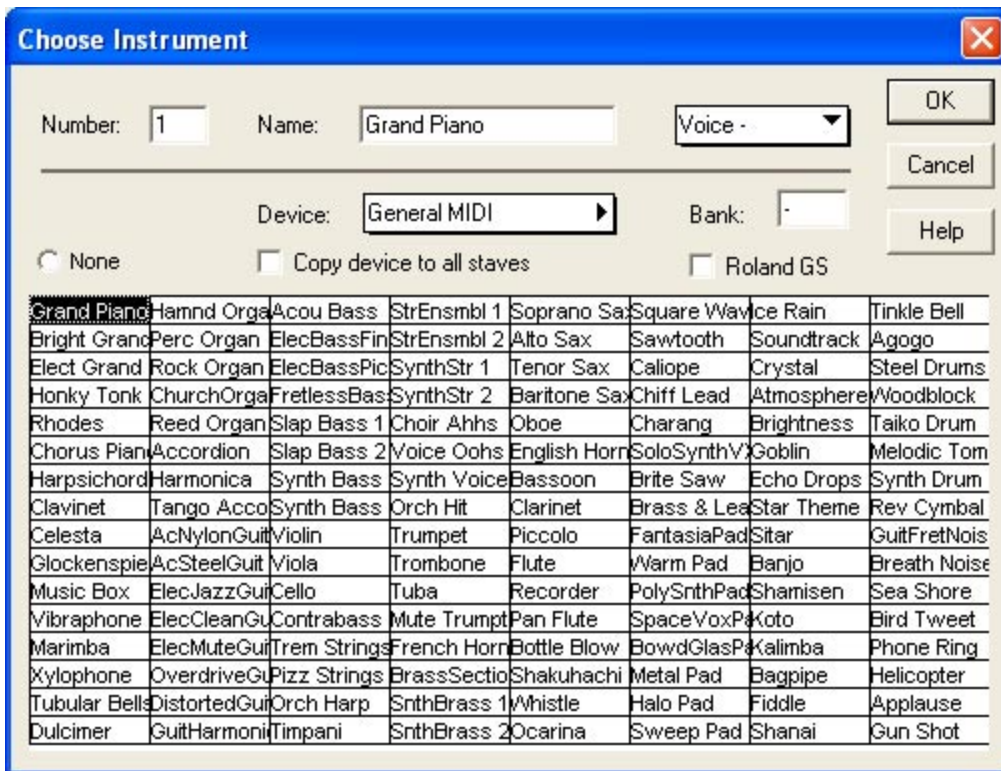 Choose Instrument
Number: 1 Name: Grand Piano Voice - OK
Cancel
Device: General MIDI Bank: - Help
None Copy device to all staves Roland GS
Grand Piano Hamnd Orga Acou Bass StrEnsmbl 1 Soprano Sax Square Wav Ice Rain Tinkle Bell
Bright Grand Perc Organ ElecBassFin StrEnsmbl 2 Alto Sax Sawtooth Soundtrack Agogo
Elect Grand Rock Organ ElecBassPic SynthStr 1 Tenor Sax Caliope Crystal Steel Drums
Honky Tonk ChurchOrga FretlessBas SynthStr 2 Baritone Sax Chiff Lead Atmosphere Woodblock
Rhodes Reed Organ Slap Bass 1 Choir Ahhs Oboe Charang Brightness Taiko Drum
Chorus Pian Accordion Slap Bass 2 Voice Oohs English Horn SoloSynthV Goblin Melodic Tom
Harpsichord Harmonica Synth Bass Synth Voice Bassoon Brite Saw Echo Drops Synth Drum
Clavinet Tango Acco Synth Bass Orch Hit Clarinet Brass & Lea Star Theme Rev Cymbal
Celesta AcNylonGuit Violin Trumpet Piccolo FantasiaPad Sitar GuitFretNois
Glockenspie AcSteelGuit Viola Trombone Flute Warm Pad Banjo Breath Noise
Music Box ElecJazzGui Cello Tuba Recorder PolySnthPad Shamisen Sea Shore
Vibraphone ElecCleanGu Contrabass Mute Trumpt Pan Flute SpaceVoxPa Koto Bird Tweet
Marimba ElecMuteGui Trem Strings French Horn Bottle Blow BowdGlasPa Kalimba Phone Ring
Xylophone OverdriveGu Pizz Strings BrassSectio Shakuhachi Metal Pad Bagpipe Helicopter
Tubular Bells DistortedGui Orch Harp SnthBrass 1 Whistle Halo Pad Fiddle Applause
Dulcimer GuitHarmoni Timpani SnthBrass 2 Ocarina Sweep Pad Shanai Gun Shot